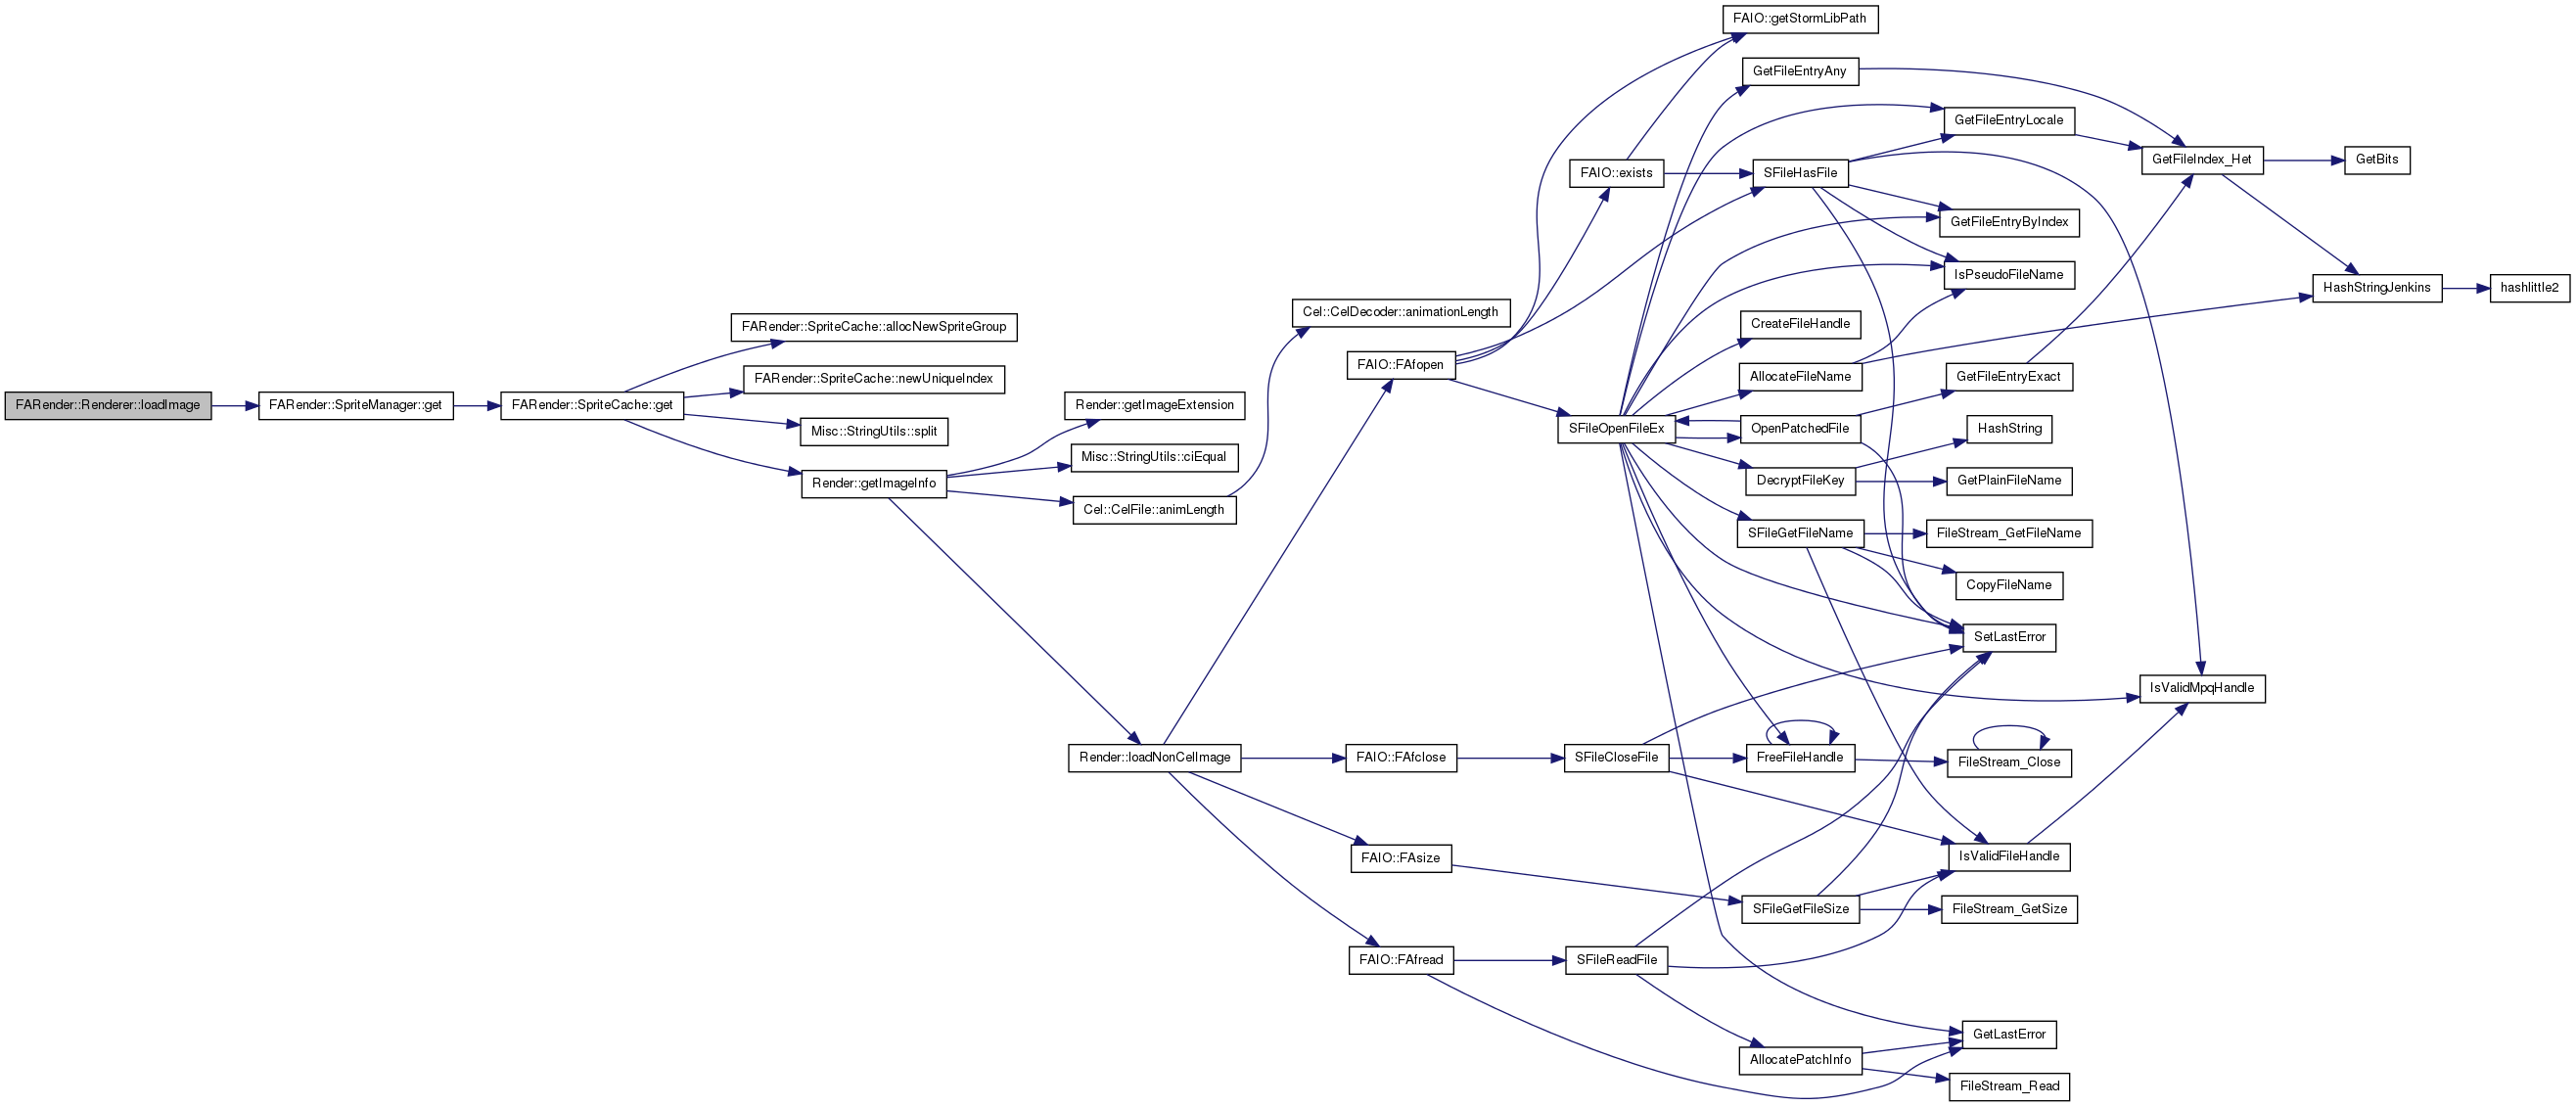 FARender::Renderer::loadImage
FARender::SpriteManager::get
FARender::SpriteCache::get
FARender::SpriteCache::allocNewSpriteGroup
FARender::SpriteCache::newUniqueIndex
Misc::StringUtils::split
Render::getImageInfo
Render::getImageExtension
Misc::StringUtils::ciEqual
Cel::CelFile::animLength
Render::loadNonCelImage
Cel::CelDecoder::animationLength
FAIO::FAfopen
FAIO::FAfclose
FAIO::FAsize
FAIO::FAfread
FAIO::exists
SFileOpenFileEx
SFileCloseFile
SFileReadFile
FAIO::getStormLibPath
GetFileEntryAny
SFileHasFile
CreateFileHandle
AllocateFileName
OpenPatchedFile
DecryptFileKey
SFileGetFileName
FreeFileHandle
SFileGetFileSize
AllocatePatchInfo
GetFileEntryLocale
GetFileEntryByIndex
IsPseudoFileName
GetFileEntryExact
HashString
GetPlainFileName
FileStream_GetFileName
CopyFileName
SetLastError
FileStream_Close
IsValidFileHandle
FileStream_GetSize
GetLastError
FileStream_Read
GetFileIndex_Het
IsValidMpqHandle
GetBits
HashStringJenkins
hashlittle2